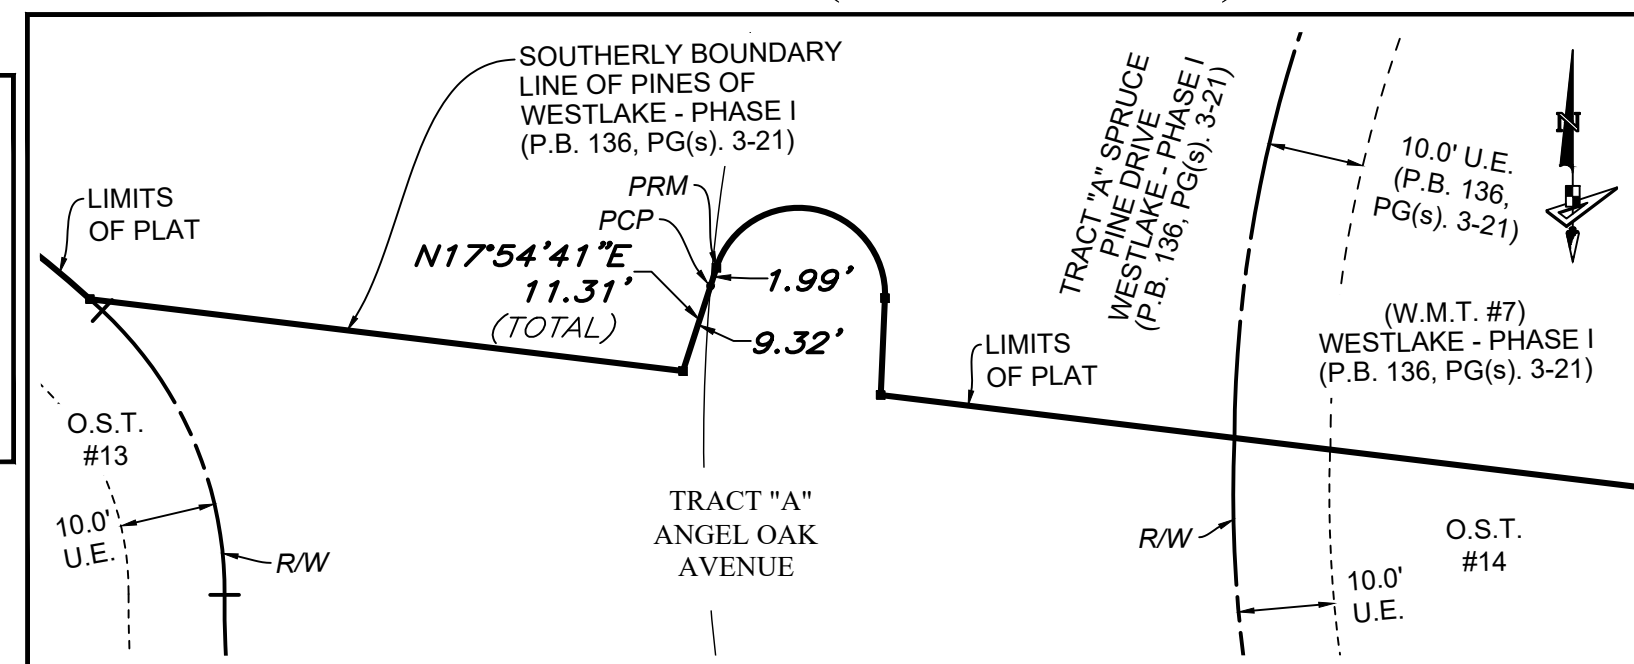 SOUTHERLY BOUNDARY
LINE OF PINES OF
WESTLAKE - PHASE I
(P.B. 136, PG(s). 3-21)
LIMITS
OF PLAT
PRM
PCP
N17°54'41"E
11.31'
(TOTAL)
1.99'
9.32'
TRACT "A" SPRUCE
PINE DRIVE
WESTLAKE - PHASE I
(P.B. 136, PG(s). 3-21)
10.0' U.E.
(P.B. 136,
PG(s). 3-21)
N
(W.M.T. #7)
WESTLAKE - PHASE I
(P.B. 136, PG(s). 3-21)
LIMITS
OF PLAT
O.S.T.
#13
10.0'
U.E.
R/W
TRACT "A"
ANGEL OAK
AVENUE
R/W
O.S.T.
#14
10.0'
U.E.